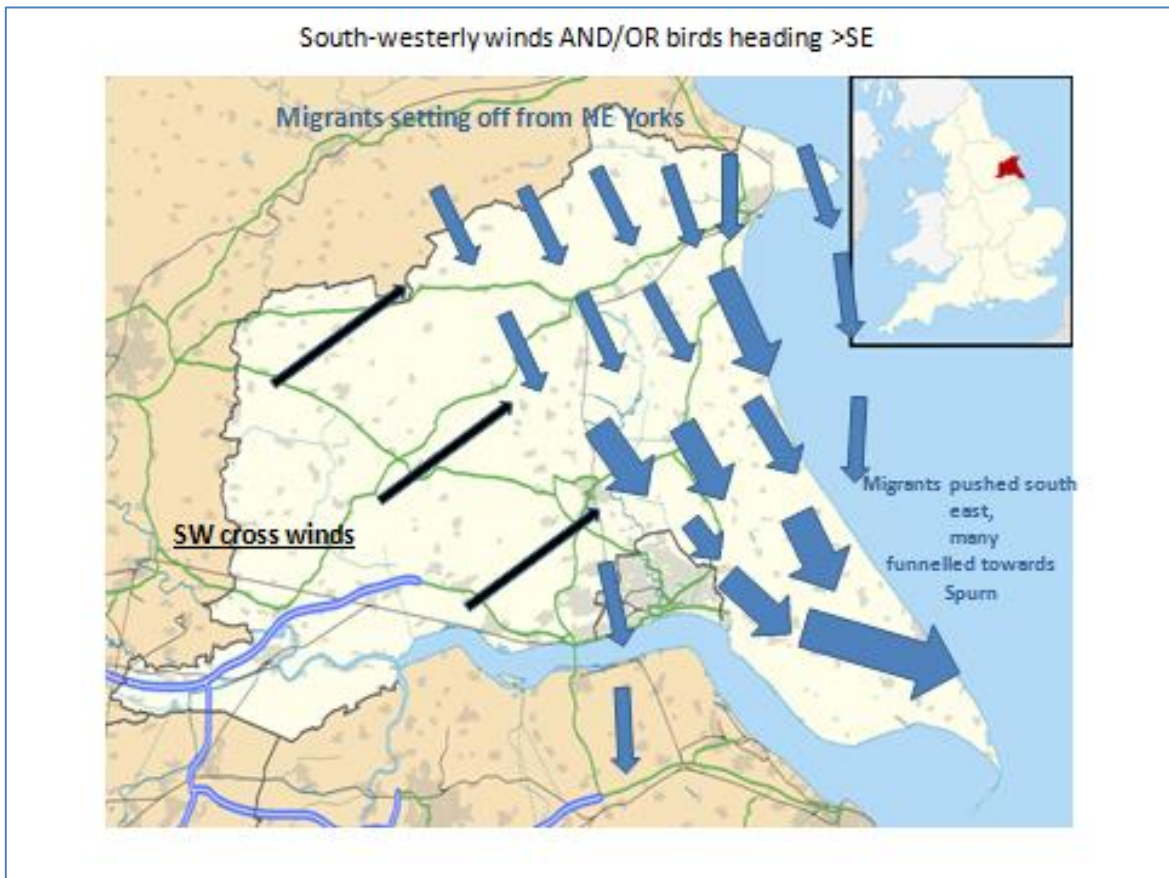 South-westerly winds AND/OR birds heading >SE
Migrants setting off from NE Yorks
SW cross winds
Migrants pushed south
east,
many
funnelled towards
Spurn